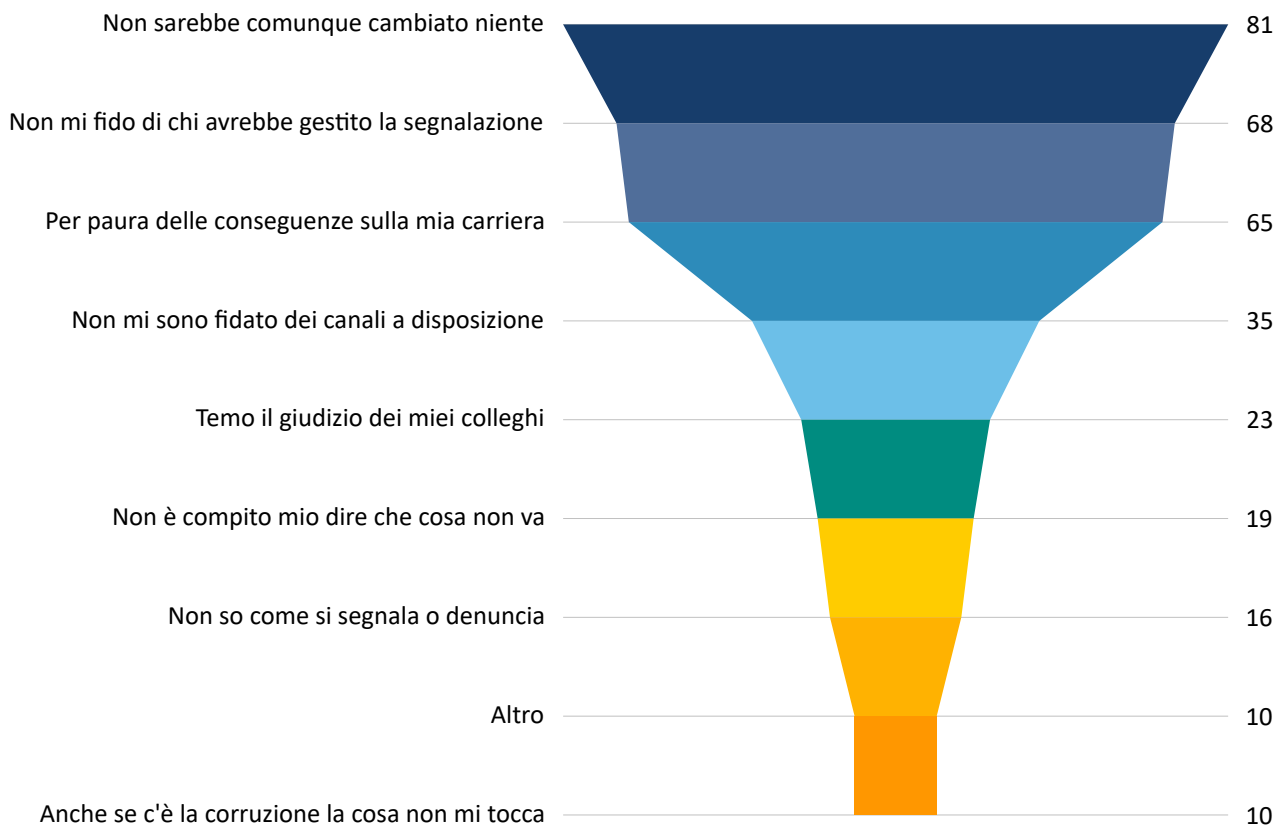 Non sarebbe comunque cambiato niente 81
Non mi fido di chi avrebbe gestito la segnalazione 68
Per paura delle conseguenze sulla mia carriera 65
Non mi sono fidato dei canali a disposizione 35
Temo il giudizio dei miei colleghi 23
Non è compito mio dire che cosa non va 19
Non so come si segnala o denuncia 16
Altro 10
Anche se c'è la corruzione la cosa non mi tocca 10